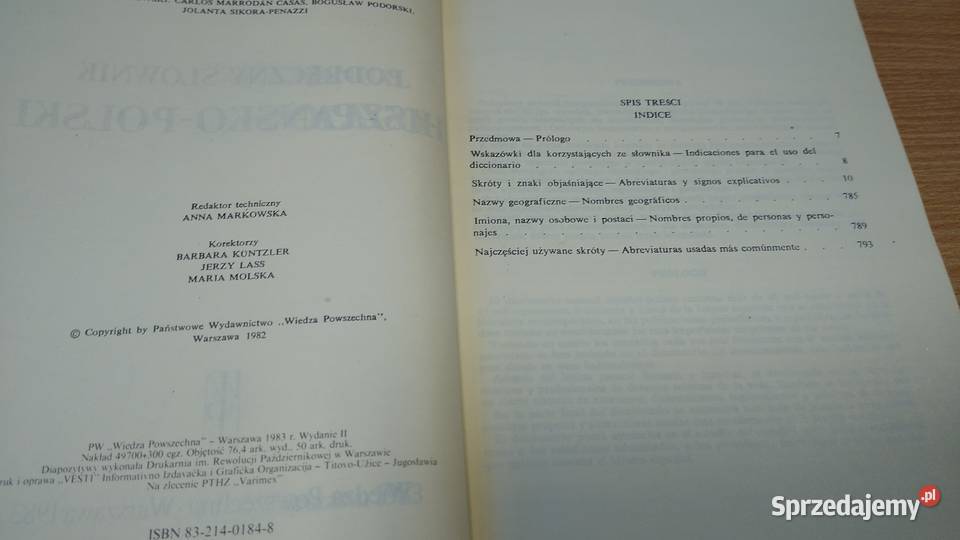 CARLOS MARRODÁN CASAS, BOGUSŁAW PODORSKI,
JOLANTA SIKORA-PENAZZI
PODRĘCZNY SŁOWNIK
HISZPAŃSKO-POLSKI
Redaktor techniczny
ANNA MARKOWSKA
Korektorzy
BARBARA KUNTZLER
JERZY LASS
MARIA MOLSKA
© Copyright by Państwowe Wydawnictwo „Wiedza Powszechna”,
Warszawa 1982
PW „Wiedza Powszechna” – Warszawa 1983 r. Wydanie II
Nakład 49700+300 egz. Objętość 76,4 ark. wyd., 50 ark. druk.
Diapozytywy wykonała Drukarnia im. Rewolucji Październikowej w Warszawie
ruk i oprawa „VESTI” Informativno Izdavačka i Grafička Organizacija – Titovo-Užice – Jugosławia
Na zlecenie PTHZ „Varimex”
ISBN 83-214-0184-8
SPIS TREŚCI
INDICE
Przedmowa — Prólogo . . . . . . . . . . 7
Wskazówki dla korzystających ze słownika — Indicaciones para el uso del
diccionario . . . . . . . . . . . . 8
Skróty i znaki objaśniające — Abreviaturas y signos explicativos . . . 10
Nazwy geograficzne — Nombres geográficos . . . . . . . 785
Imiona, nazwy osobowe i postaci — Nombres propios, de personas y perso-
najes . . . . . . . . . . . . . 789
Najczęściej używane skróty — Abreviaturas usadas más comúnmente . . 793
Sprzedajemy.pl